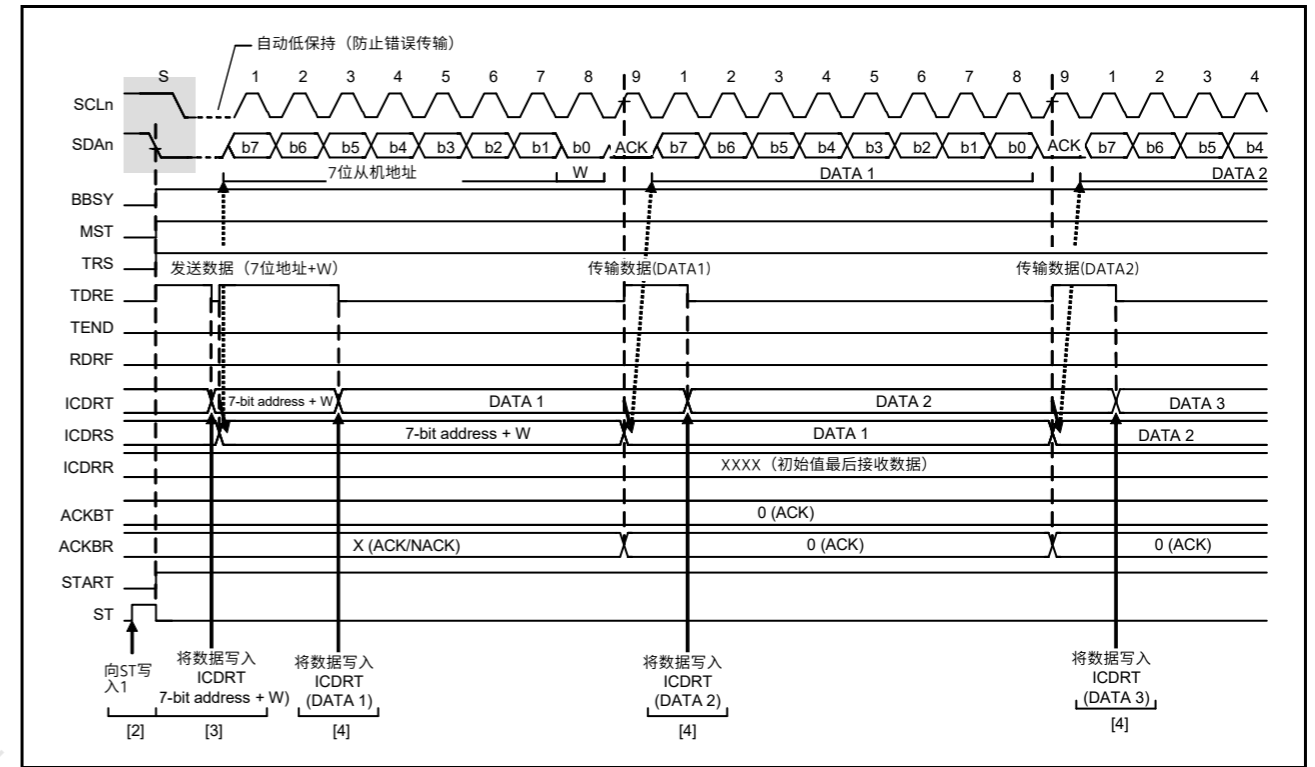 自动低保持（防止错误传输）
S 1 2 3 4 5 6 7 8 9 1 2 3 4 5 6 7 8 9 1 2 3 4
SCLn
SDAn b7 b6 b5 b4 b3 b2 b1 b0 ACK b7 b6 b5 b4 b3 b2 b1 b0 ACK b7 b6 b5 b4
7位从机地址 W DATA 1 DATA 2
BBSY
MST
TRS
发送数据（7位地址+W） 传输数据(DATA1) 传输数据(DATA2)
TDRE
TEND
RDRF
ICDRT 7-bit address + W DATA 1 DATA 2 DATA 3
ICDRS 7-bit address + W DATA 1 DATA 2
ICDRR XXXX（初始值最后接收数据）
ACKBT 0 (ACK)
ACKBR X (ACK/NACK) 0 (ACK) 0 (ACK)
START
ST
向ST写
入1
将数据写入
ICDRT
7-bit address + W)
将数据写入
ICDRT
(DATA 1)
将数据写入
ICDRT
(DATA 2)
将数据写入
ICDRT
(DATA 3)
[2] [3] [4] [4] [4]